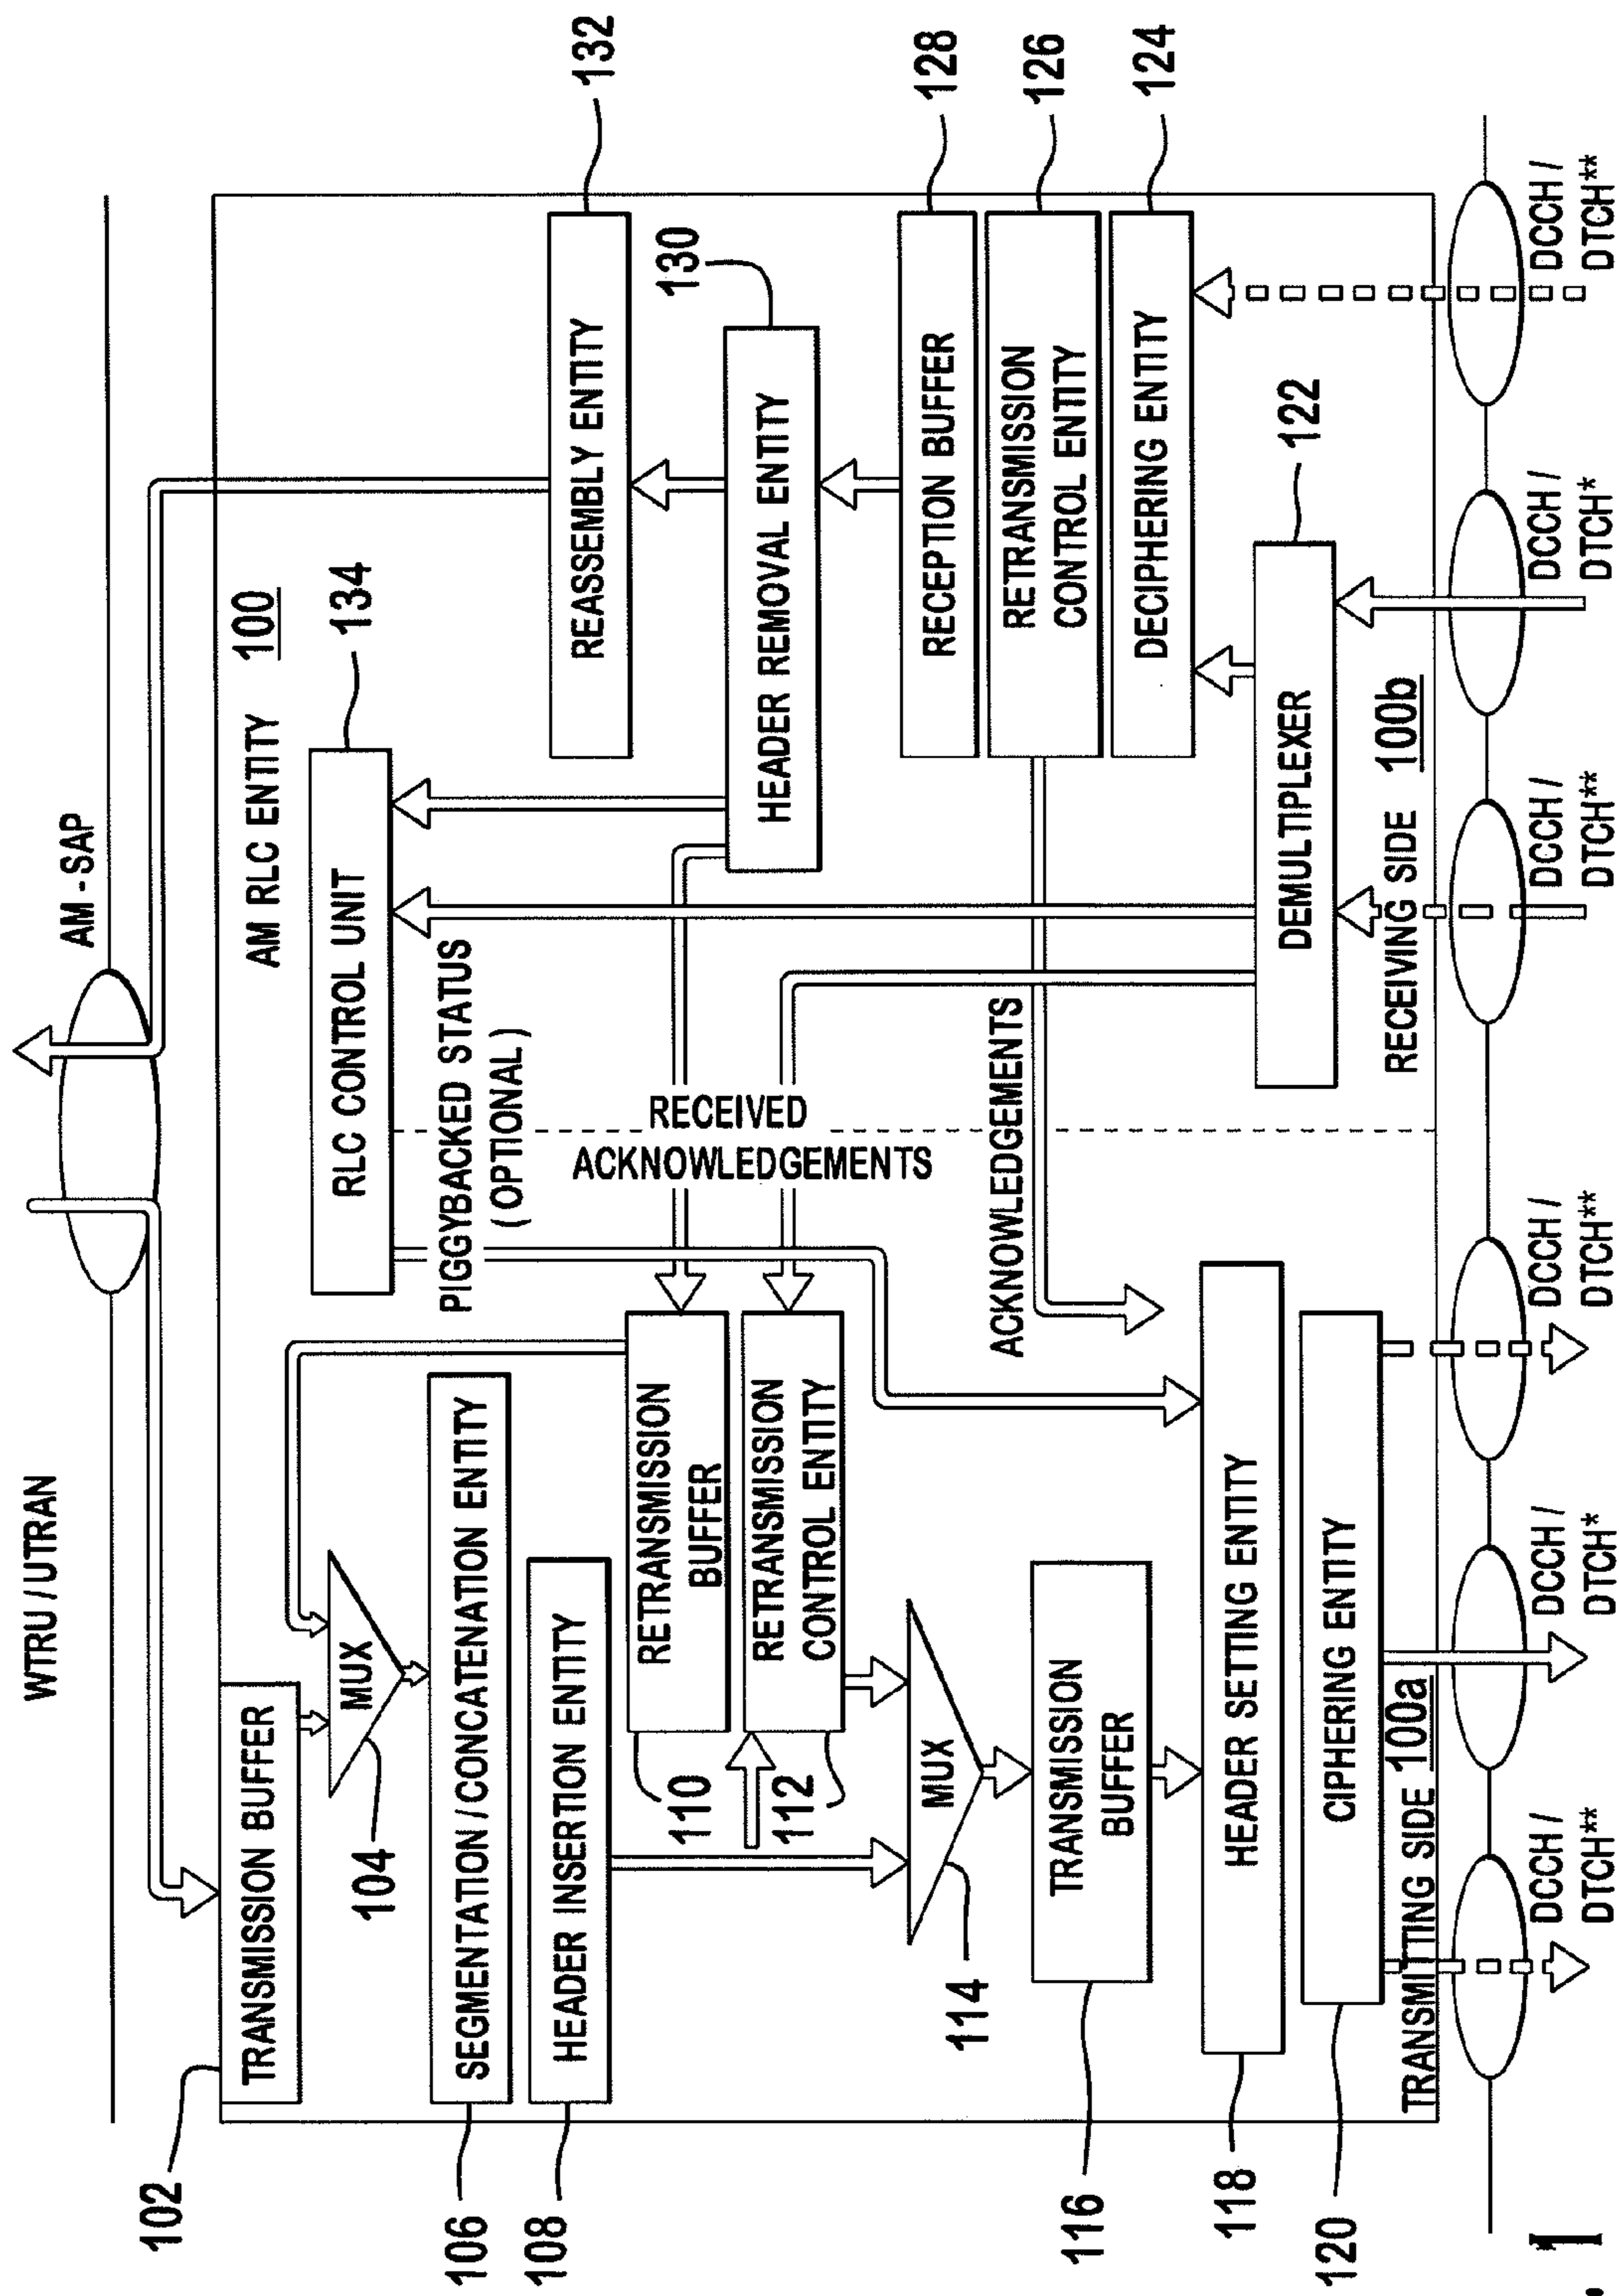 WTRU / UTRAN
AM - SAP
AM RLC ENTITY 100
102
TRANSMISSION BUFFER
RLC CONTROL UNIT
134
132
MUX
104
PIGGYBACKED STATUS
( OPTIONAL )
106
SEGMENTATION / CONCATENATION ENTITY
REASSEMBLY ENTITY
108
HEADER INSERTION ENTITY
130
RETRANSMISSION
BUFFER
110
RECEIVED
ACKNOWLEDGEMENTS
HEADER REMOVAL ENTITY
RETRANSMISSION
CONTROL ENTITY
112
MUX
114
RECEPTION BUFFER
128
ACKNOWLEDGEMENTS
RETRANSMISSION
CONTROL ENTITY
126
116
TRANSMISSION
BUFFER
DECIPHERING ENTITY
124
118
HEADER SETTING ENTITY
DEMULTIPLEXER
122
120
CIPHERING ENTITY
TRANSMITTING SIDE 100a
RECEIVING SIDE 100b
DCCH /
DTCH**
DCCH /
DTCH*
DCCH /
DTCH**
DCCH /
DTCH**
DCCH /
DTCH*
DCCH /
DTCH**
. 1